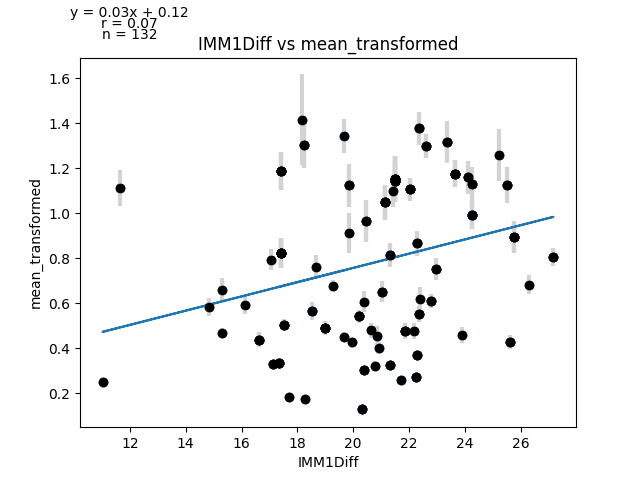 y = 0.03x + 0.12
r = 0.07
n = 132
IMM1Diff vs mean_transformed
1.6
1.4
1.2
1.0
0.8
0.6
0.4
0.2
mean_transformed
12 14 16 18 20 22 24 26
IMM1Diff